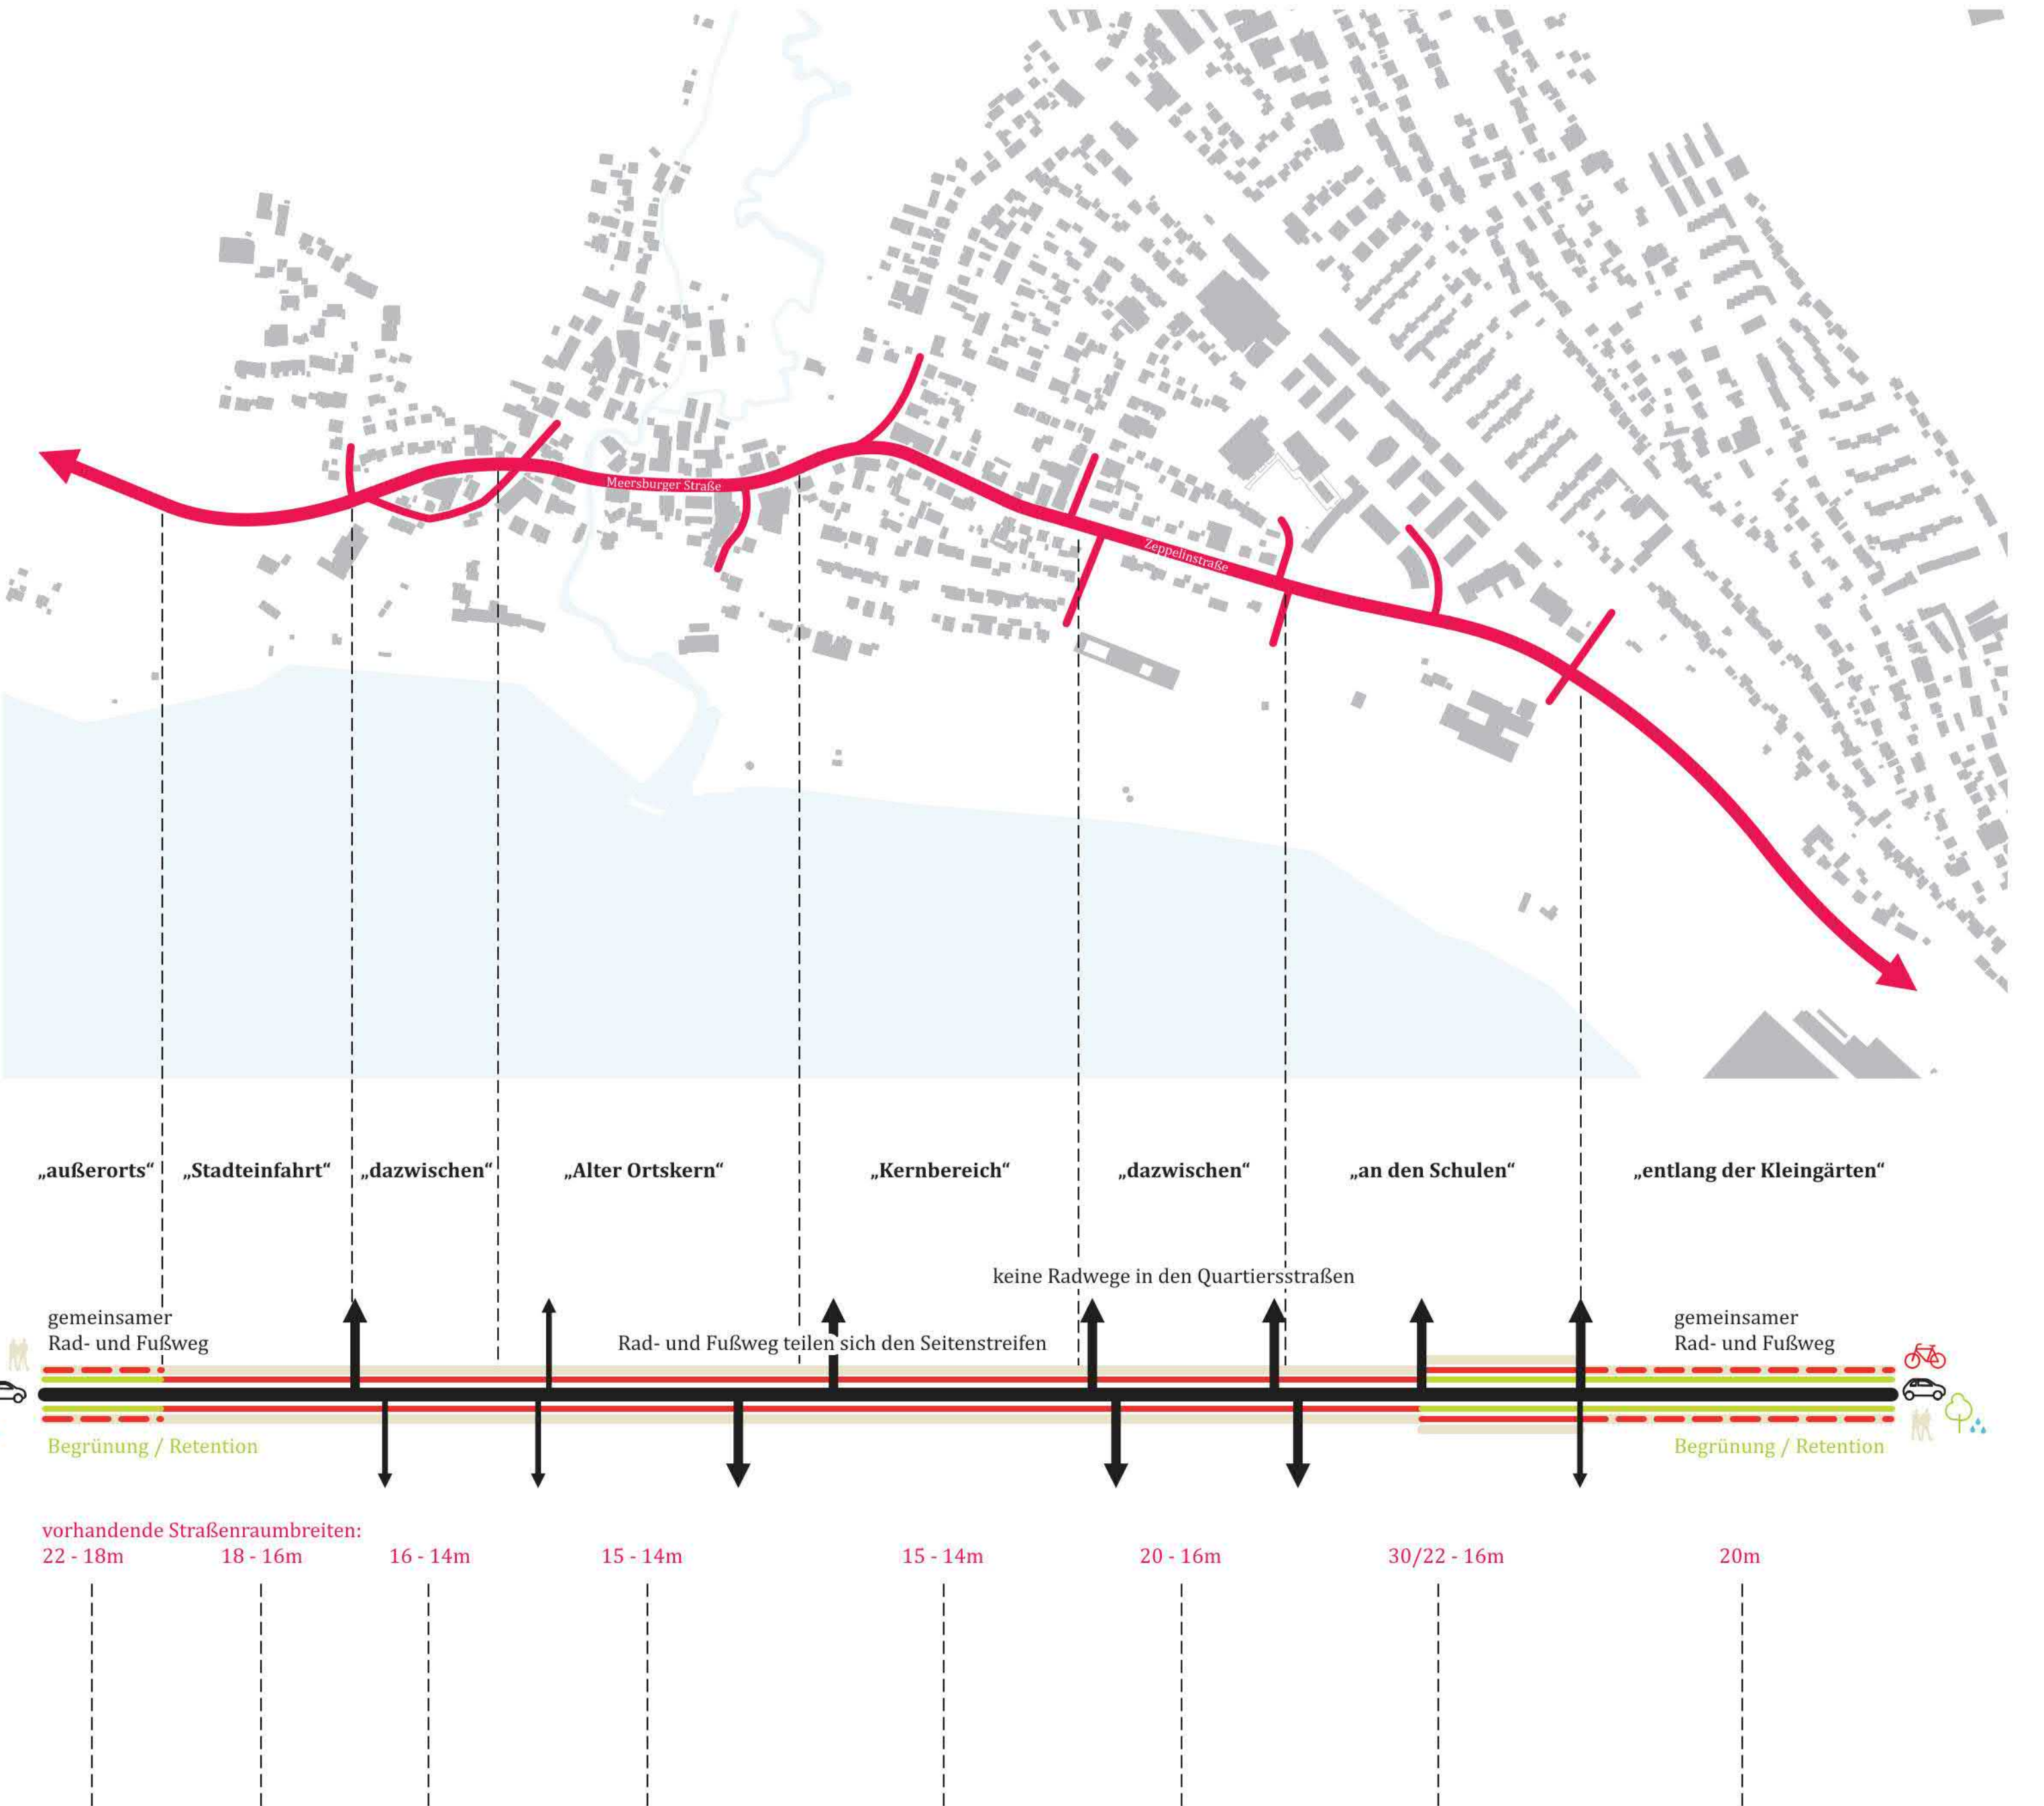 Meersburger Straße
Zeppelinstraße
„außerorts“
„Stadteinfahrt“
„dazwischen“
„Alter Ortskern“
„Kernbereich“
„dazwischen“
„an den Schulen“
„entlang der Kleingärten“
keine Radwege in den Quartiersstraßen
gemeinsamer
Rad- und Fußweg
Rad- und Fußweg teilen sich den Seitenstreifen
gemeinsamer
Rad- und Fußweg
Begrünung / Retention
Begrünung / Retention
vorhandende Straßenraumbreiten:
22 - 18m
18 - 16m
16 - 14m
15 - 14m
15 - 14m
20 - 16m
30/22 - 16m
20m